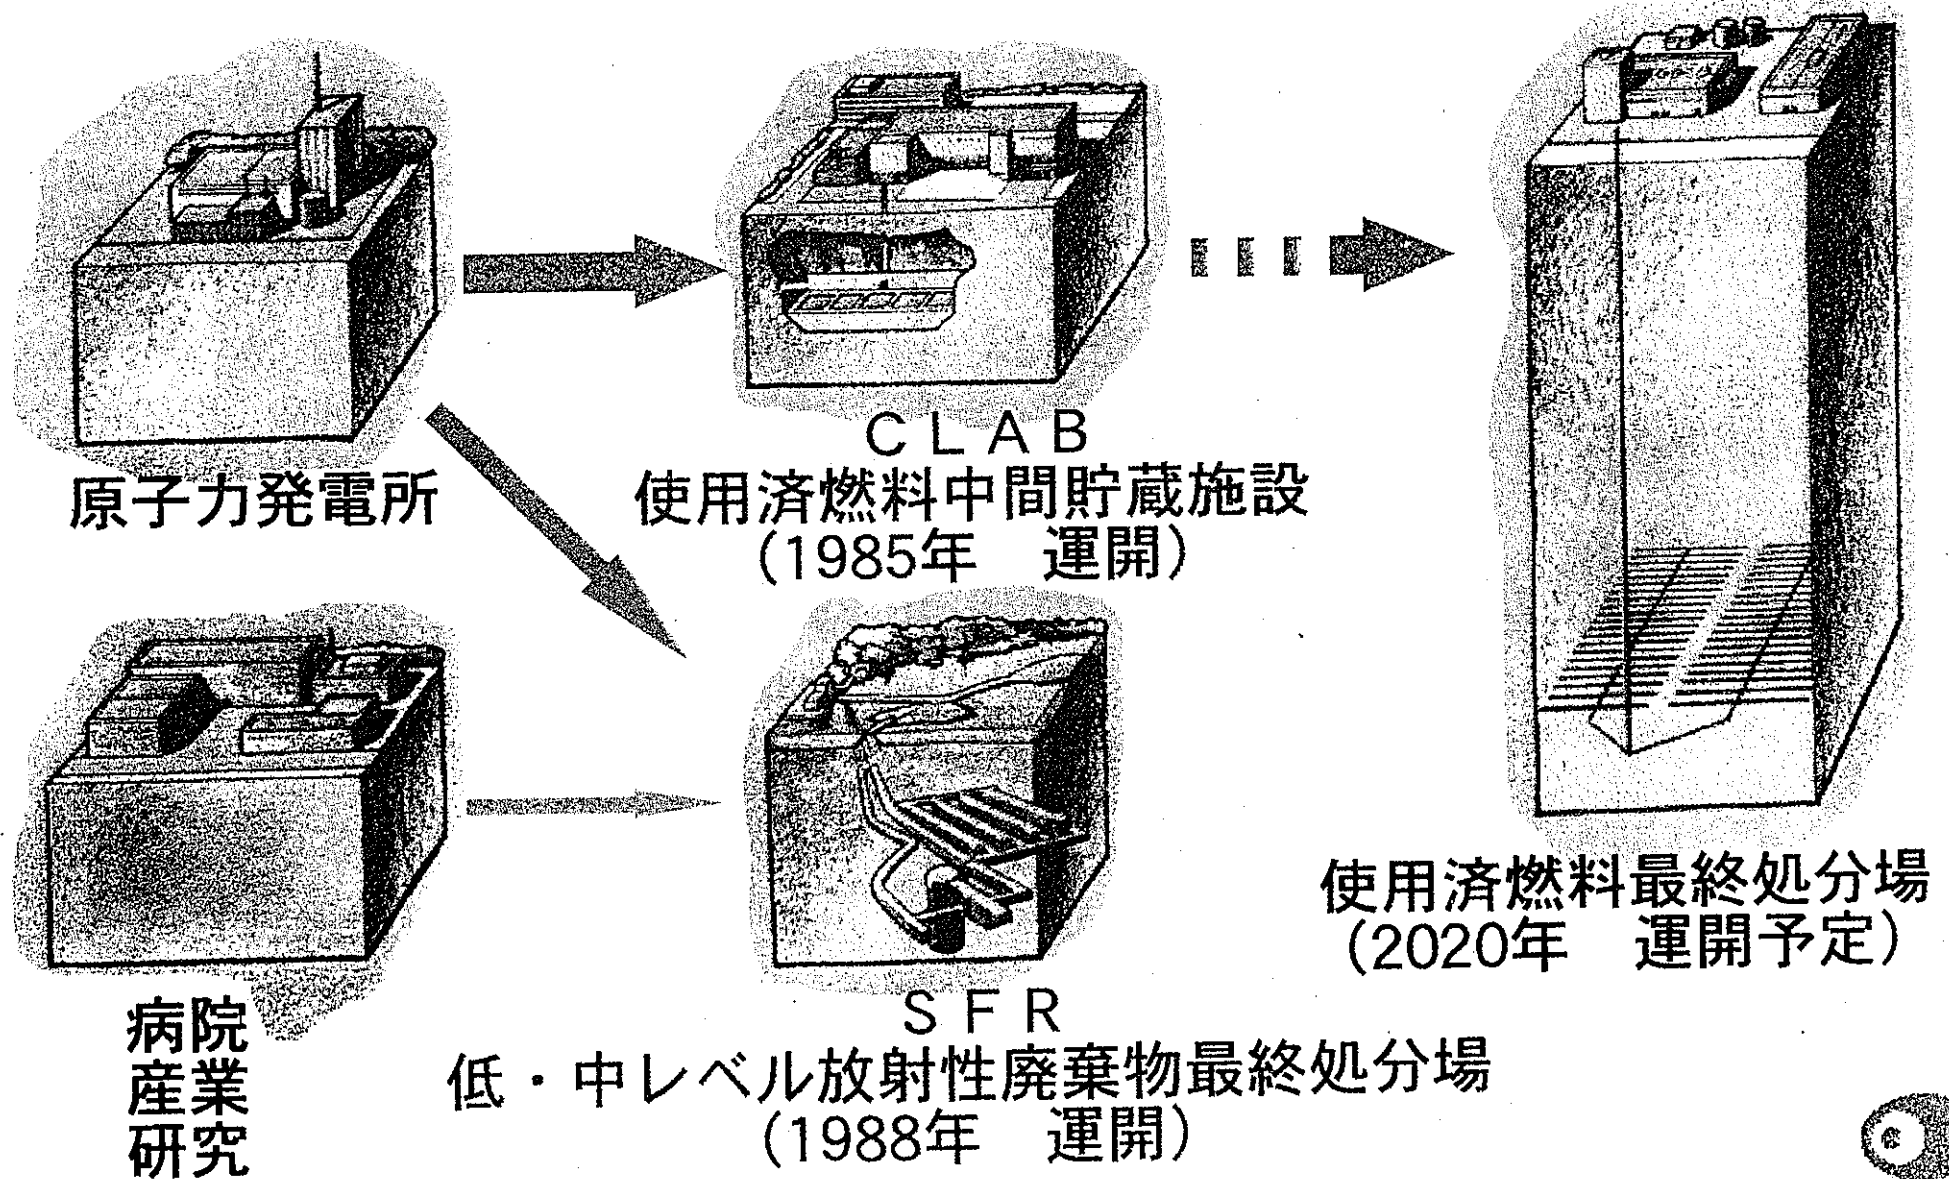 原子力発電所
ＣＬＡＢ
使用済燃料中間貯蔵施設
（1985年　運開）
病院
産業
研究
ＳＦＲ
低・中レベル放射性廃棄物最終処分場
（1988年　運開）
使用済燃料最終処分場
（2020年　運開予定）